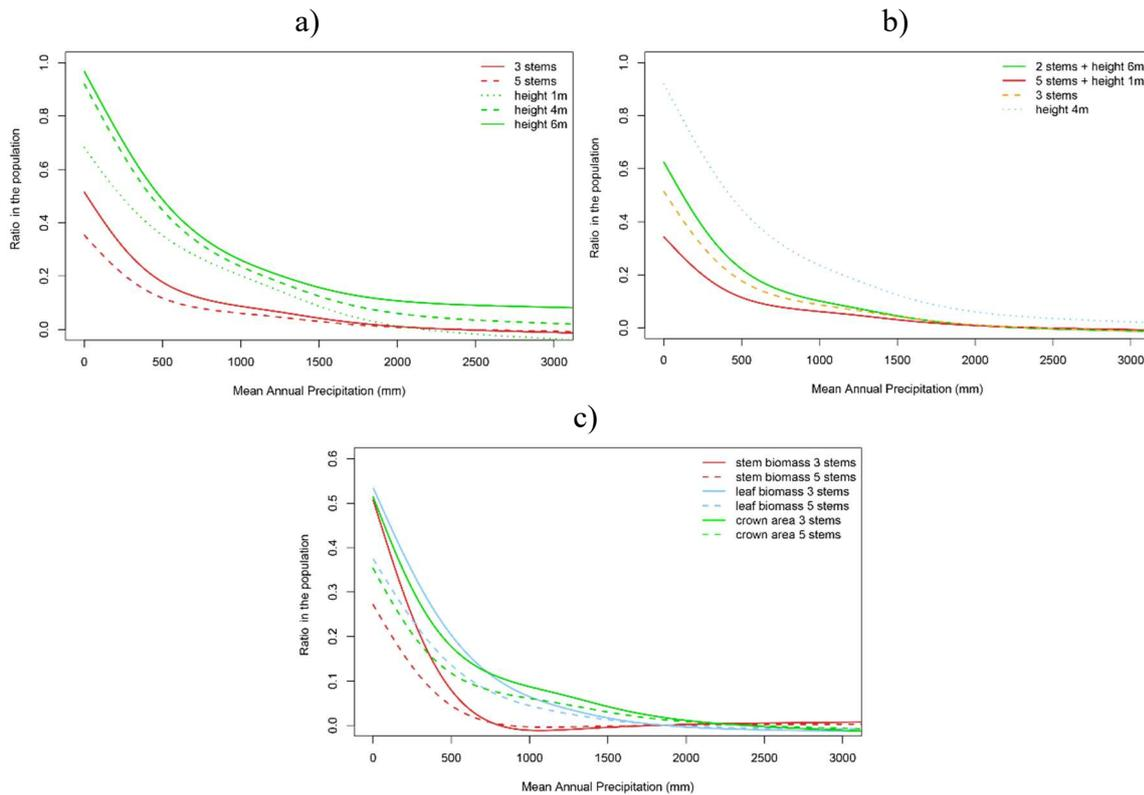 a)
1.0
0.8
0.6
0.4
0.2
0.0
Ratio in the population
3 stems
5 stems
height 1m
height 4m
height 6m
0 500 1000 1500 2000 2500 3000
Mean Annual Precipitation (mm)
b)
1.0
0.8
0.6
0.4
0.2
0.0
Ratio in the population
2 stems + height 6m
5 stems + height 1m
3 stems
height 4m
0 500 1000 1500 2000 2500 3000
Mean Annual Precipitation (mm)
c)
0.6
0.5
0.4
0.3
0.2
0.1
0.0
Ratio in the population
stem biomass 3 stems
stem biomass 5 stems
leaf biomass 3 stems
leaf biomass 5 stems
crown area 3 stems
crown area 5 stems
0 500 1000 1500 2000 2500 3000
Mean Annual Precipitation (mm)